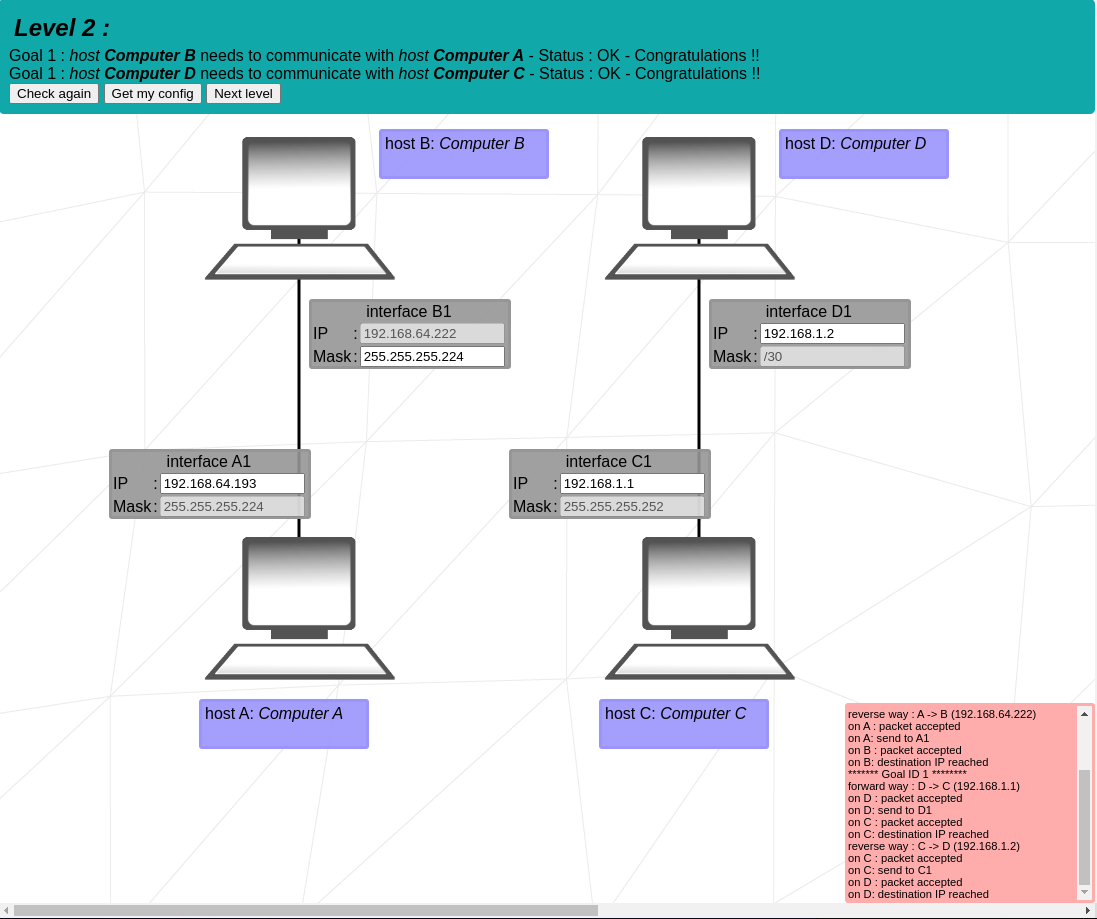 Level 2 :
Goal 1 : host Computer B needs to communicate with host Computer A - Status : OK - Congratulations !!
Goal 1 : host Computer D needs to communicate with host Computer C - Status : OK - Congratulations !!
Check again Get my config Next level
host B: Computer B
host D: Computer D
interface B1
IP : 192.168.64.222
Mask : 255.255.255.224
interface D1
IP : 192.168.1.2
Mask : /30
interface A1
IP : 192.168.64.193
Mask : 255.255.255.224
interface C1
IP : 192.168.1.1
Mask : 255.255.255.252
host A: Computer A
host C: Computer C
reverse way : A -> B (192.168.64.222)
on A : packet accepted
on A: send to A1
on B : packet accepted
on B: destination IP reached
******* Goal ID 1 ********
forward way : D -> C (192.168.1.1)
on D : packet accepted
on D: send to D1
on C : packet accepted
on C: destination IP reached
reverse way : C -> D (192.168.1.2)
on C : packet accepted
on C: send to C1
on D : packet accepted
on D: destination IP reached